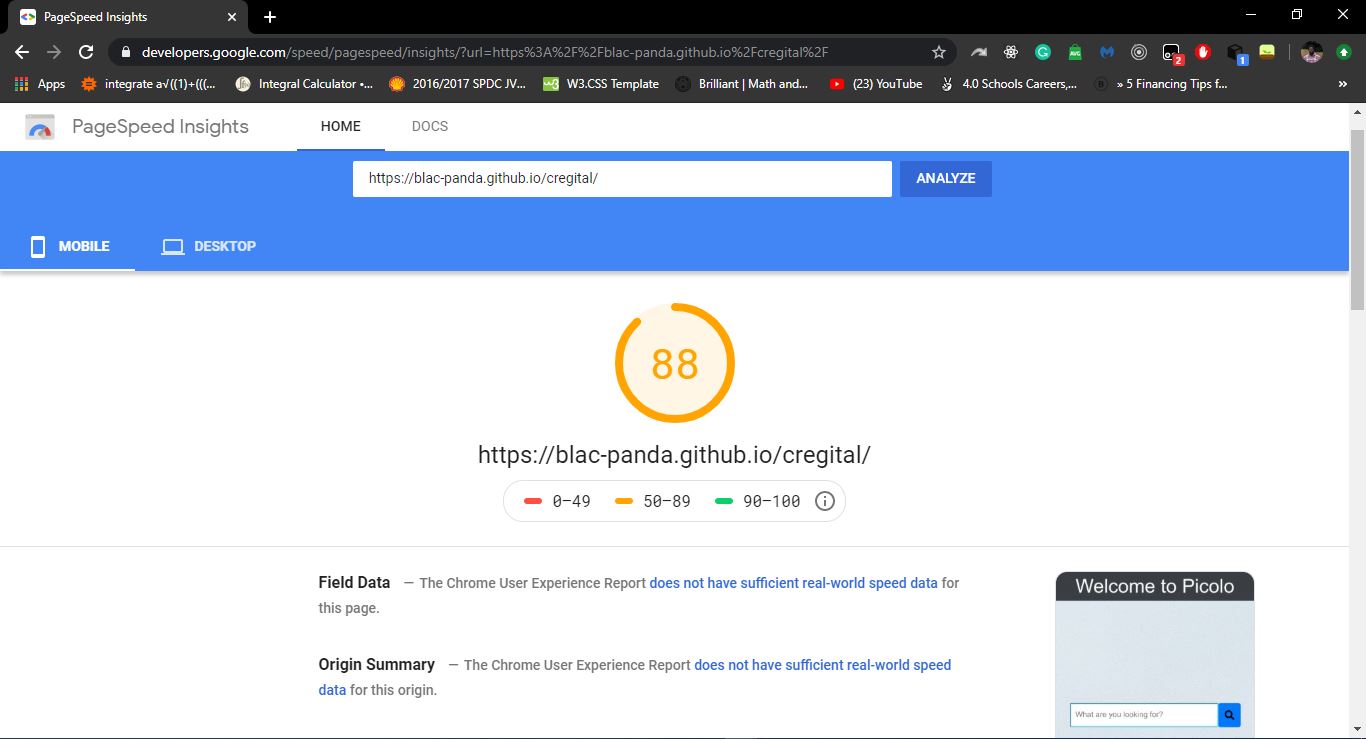 PageSpeed Insights
developers.google.com/speed/pagespeed/insights/?url=https%3A%2F%2Fblac-panda.github.io%2Fcregital%2F
2
1
Apps integrate a√((1)+(((... Integral Calculator •... 2016/2017 SPDC JV... W3.CSS Template Brilliant | Math and... (23) YouTube 4.0 Schools Careers,... » 5 Financing Tips f... »
PageSpeed Insights HOME DOCS
https://blac-panda.github.io/cregital/ ANALYZE
MOBILE DESKTOP
88
https://blac-panda.github.io/cregital/
0–49 50–89 90–100
Field Data — The Chrome User Experience Report does not have sufficient real-world speed data for
this page.
Origin Summary — The Chrome User Experience Report does not have sufficient real-world speed
data for this origin.
Welcome to Picolo
What are you looking for?